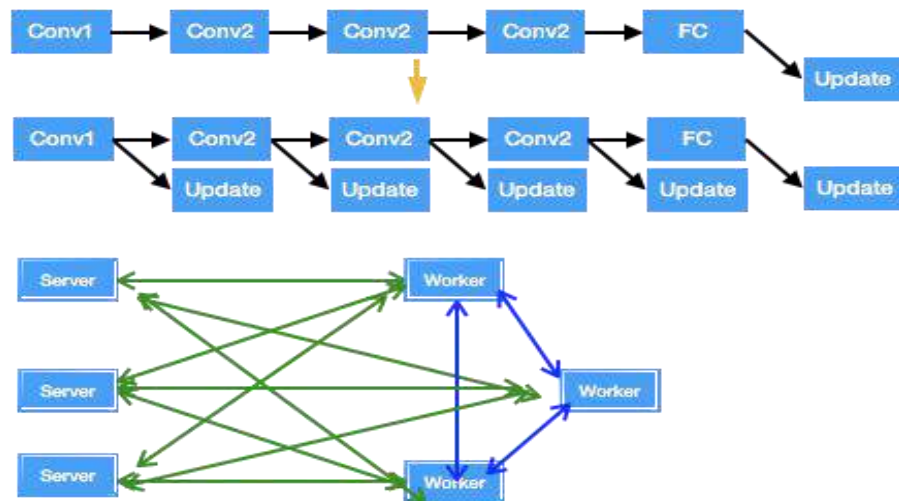 Conv1 Conv2 Conv2 Conv2 FC
Update
Conv1 Conv2 Conv2 Conv2 FC
Update Update Update Update Update
Server Worker
Server Worker
Server Worker